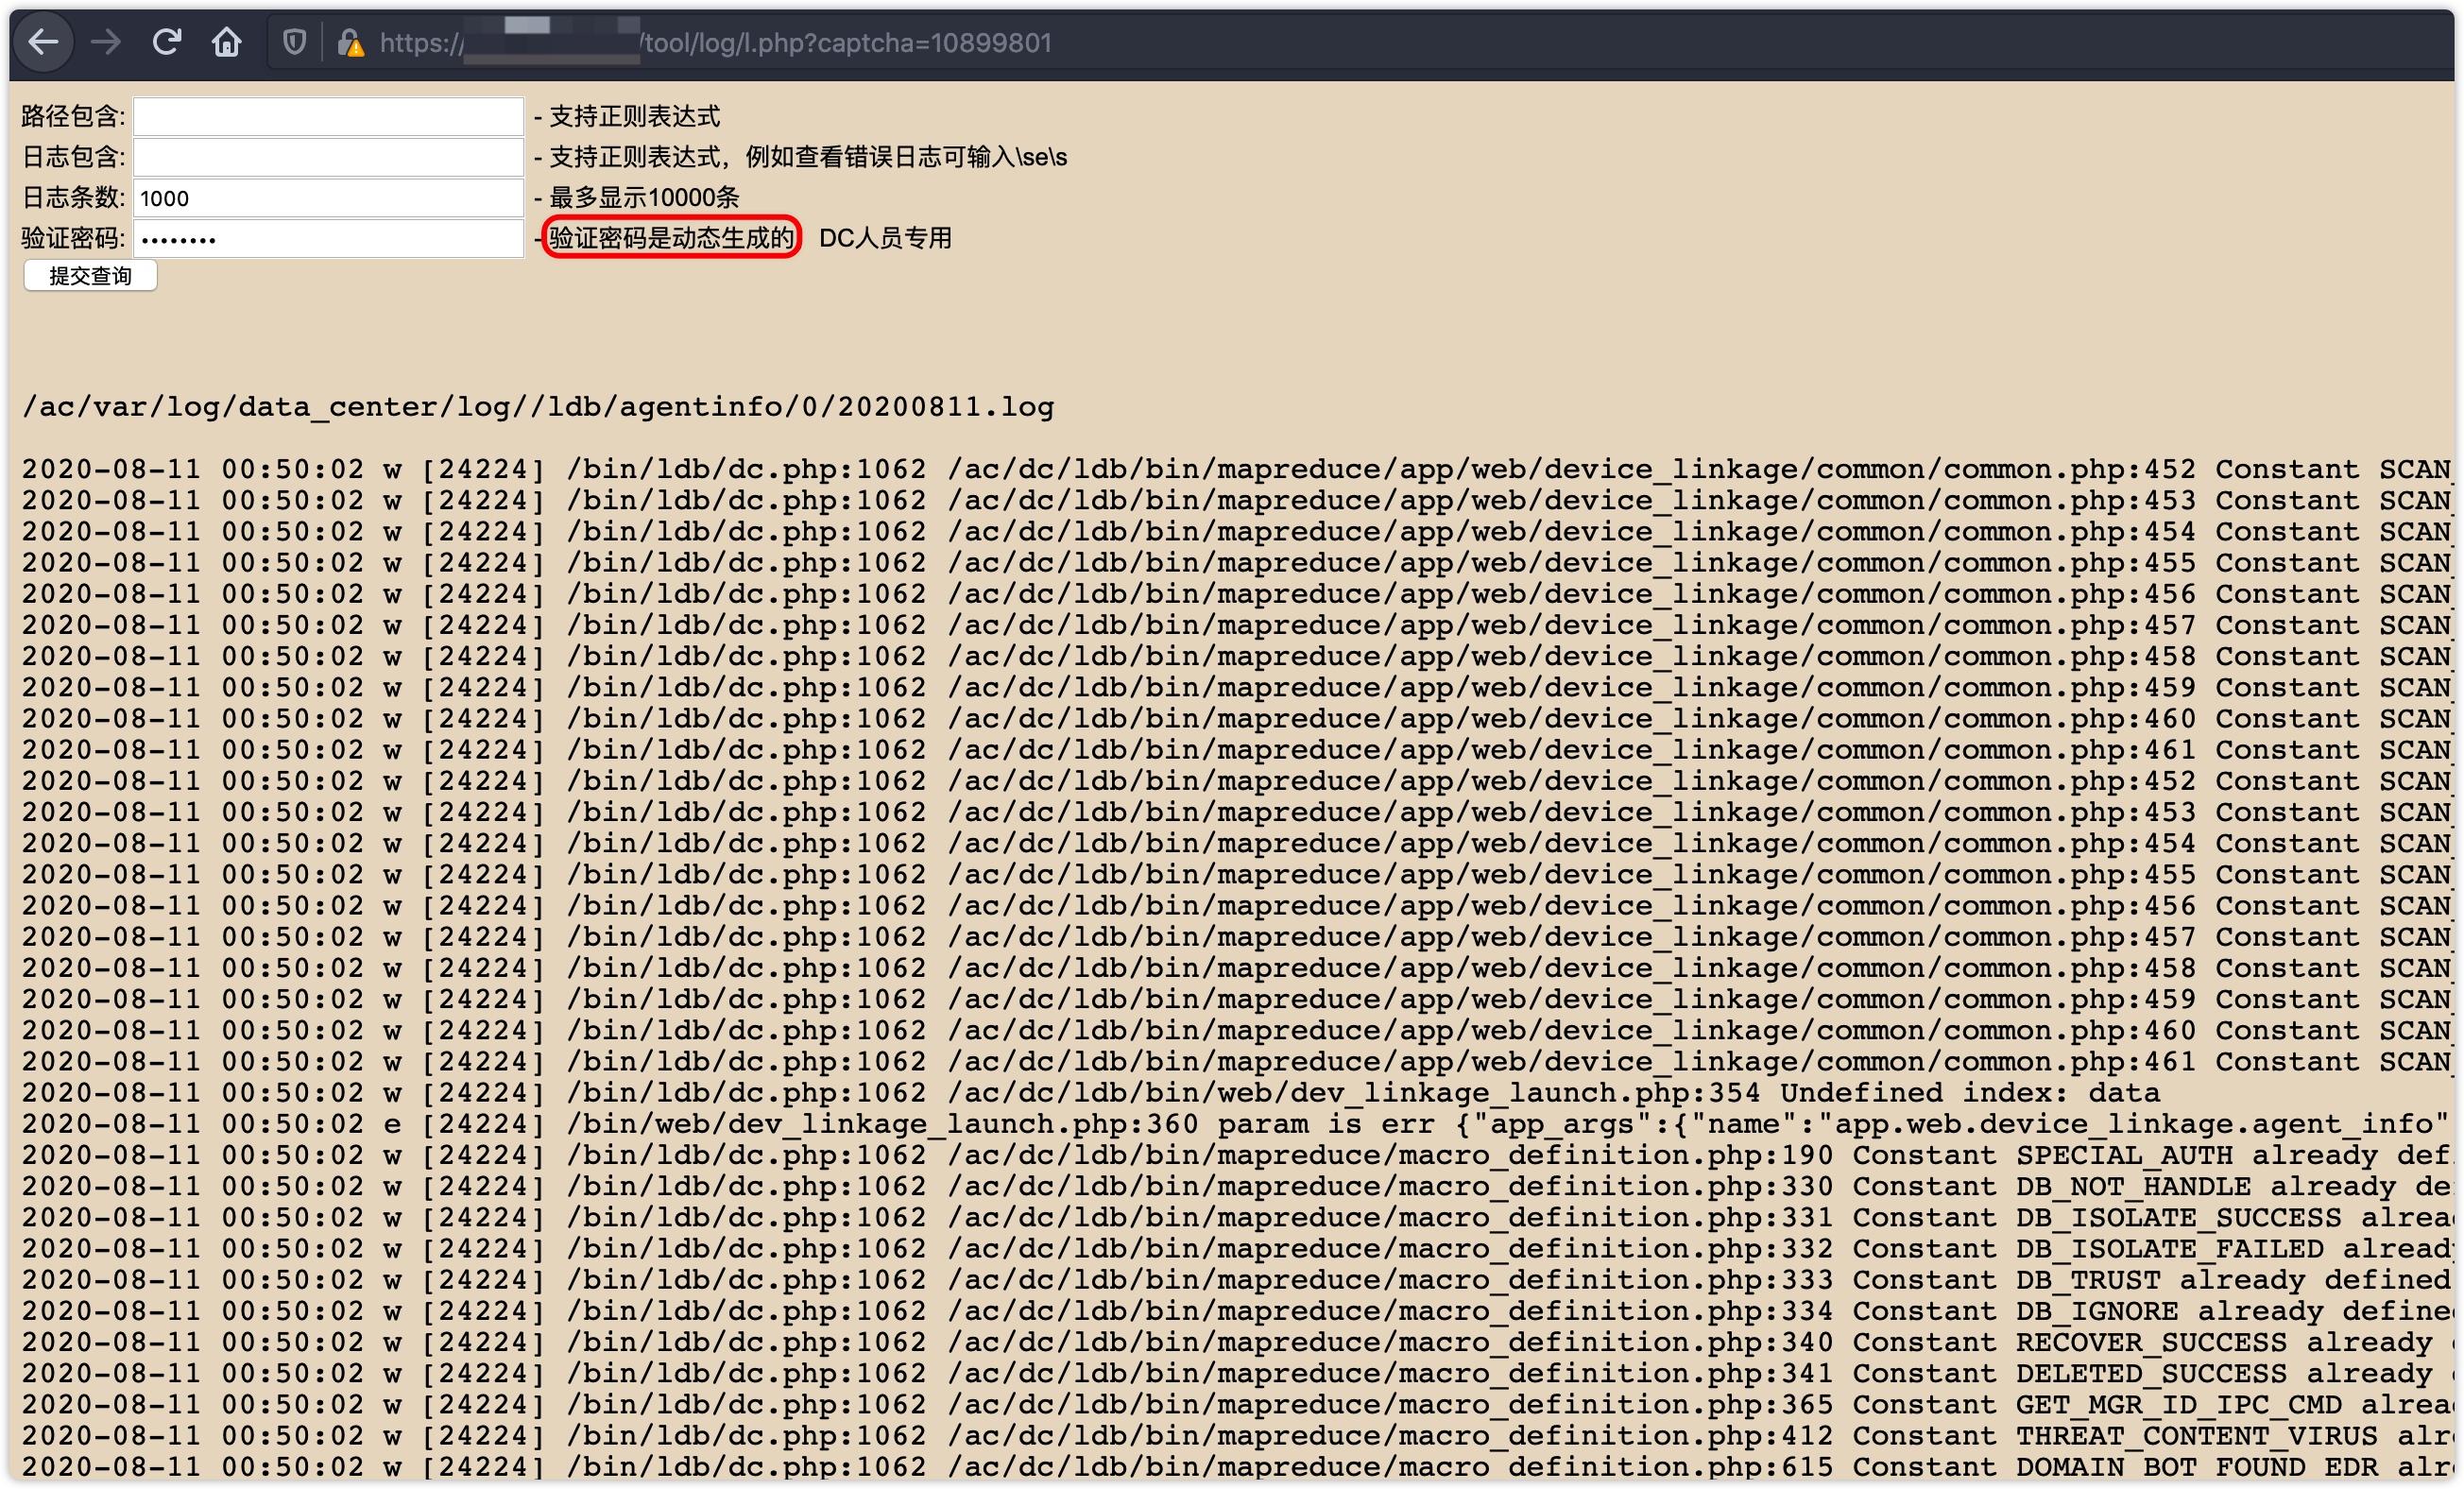 https:// /tool/log/l.php?captcha=10899801
路径包含: - 支持正则表达式
日志包含: - 支持正则表达式，例如查看错误日志可输入\se\s
日志条数: 1000 - 最多显示10000条
验证密码: •••••••• - 验证密码是动态生成的 DC人员专用
提交查询
/ac/var/log/data_center/log//ldb/agentinfo/0/20200811.log
2020-08-11 00:50:02 w [24224] /bin/ldb/dc.php:1062 /ac/dc/ldb/bin/mapreduce/app/web/device_linkage/common/common.php:452 Constant SCAN_
2020-08-11 00:50:02 w [24224] /bin/ldb/dc.php:1062 /ac/dc/ldb/bin/mapreduce/app/web/device_linkage/common/common.php:453 Constant SCAN_
2020-08-11 00:50:02 w [24224] /bin/ldb/dc.php:1062 /ac/dc/ldb/bin/mapreduce/app/web/device_linkage/common/common.php:454 Constant SCAN_
2020-08-11 00:50:02 w [24224] /bin/ldb/dc.php:1062 /ac/dc/ldb/bin/mapreduce/app/web/device_linkage/common/common.php:455 Constant SCAN_
2020-08-11 00:50:02 w [24224] /bin/ldb/dc.php:1062 /ac/dc/ldb/bin/mapreduce/app/web/device_linkage/common/common.php:456 Constant SCAN_
2020-08-11 00:50:02 w [24224] /bin/ldb/dc.php:1062 /ac/dc/ldb/bin/mapreduce/app/web/device_linkage/common/common.php:457 Constant SCAN_
2020-08-11 00:50:02 w [24224] /bin/ldb/dc.php:1062 /ac/dc/ldb/bin/mapreduce/app/web/device_linkage/common/common.php:458 Constant SCAN_
2020-08-11 00:50:02 w [24224] /bin/ldb/dc.php:1062 /ac/dc/ldb/bin/mapreduce/app/web/device_linkage/common/common.php:459 Constant SCAN_
2020-08-11 00:50:02 w [24224] /bin/ldb/dc.php:1062 /ac/dc/ldb/bin/mapreduce/app/web/device_linkage/common/common.php:460 Constant SCAN_
2020-08-11 00:50:02 w [24224] /bin/ldb/dc.php:1062 /ac/dc/ldb/bin/mapreduce/app/web/device_linkage/common/common.php:461 Constant SCAN_
2020-08-11 00:50:02 w [24224] /bin/ldb/dc.php:1062 /ac/dc/ldb/bin/mapreduce/app/web/device_linkage/common/common.php:452 Constant SCAN_
2020-08-11 00:50:02 w [24224] /bin/ldb/dc.php:1062 /ac/dc/ldb/bin/mapreduce/app/web/device_linkage/common/common.php:453 Constant SCAN_
2020-08-11 00:50:02 w [24224] /bin/ldb/dc.php:1062 /ac/dc/ldb/bin/mapreduce/app/web/device_linkage/common/common.php:454 Constant SCAN_
2020-08-11 00:50:02 w [24224] /bin/ldb/dc.php:1062 /ac/dc/ldb/bin/mapreduce/app/web/device_linkage/common/common.php:455 Constant SCAN_
2020-08-11 00:50:02 w [24224] /bin/ldb/dc.php:1062 /ac/dc/ldb/bin/mapreduce/app/web/device_linkage/common/common.php:456 Constant SCAN_
2020-08-11 00:50:02 w [24224] /bin/ldb/dc.php:1062 /ac/dc/ldb/bin/mapreduce/app/web/device_linkage/common/common.php:457 Constant SCAN_
2020-08-11 00:50:02 w [24224] /bin/ldb/dc.php:1062 /ac/dc/ldb/bin/mapreduce/app/web/device_linkage/common/common.php:458 Constant SCAN_
2020-08-11 00:50:02 w [24224] /bin/ldb/dc.php:1062 /ac/dc/ldb/bin/mapreduce/app/web/device_linkage/common/common.php:459 Constant SCAN_
2020-08-11 00:50:02 w [24224] /bin/ldb/dc.php:1062 /ac/dc/ldb/bin/mapreduce/app/web/device_linkage/common/common.php:460 Constant SCAN_
2020-08-11 00:50:02 w [24224] /bin/ldb/dc.php:1062 /ac/dc/ldb/bin/mapreduce/app/web/device_linkage/common/common.php:461 Constant SCAN_
2020-08-11 00:50:02 w [24224] /bin/ldb/dc.php:1062 /ac/dc/ldb/bin/web/dev_linkage_launch.php:354 Undefined index: data
2020-08-11 00:50:02 e [24224] /bin/web/dev_linkage_launch.php:360 param is err {"app_args":{"name":"app.web.device_linkage.agent_info"
2020-08-11 00:50:02 w [24224] /bin/ldb/dc.php:1062 /ac/dc/ldb/bin/mapreduce/macro_definition.php:190 Constant SPECIAL_AUTH already def
2020-08-11 00:50:02 w [24224] /bin/ldb/dc.php:1062 /ac/dc/ldb/bin/mapreduce/macro_definition.php:330 Constant DB_NOT_HANDLE already de
2020-08-11 00:50:02 w [24224] /bin/ldb/dc.php:1062 /ac/dc/ldb/bin/mapreduce/macro_definition.php:331 Constant DB_ISOLATE_SUCCESS alrea
2020-08-11 00:50:02 w [24224] /bin/ldb/dc.php:1062 /ac/dc/ldb/bin/mapreduce/macro_definition.php:332 Constant DB_ISOLATE_FAILED already
2020-08-11 00:50:02 w [24224] /bin/ldb/dc.php:1062 /ac/dc/ldb/bin/mapreduce/macro_definition.php:333 Constant DB_TRUST already defined
2020-08-11 00:50:02 w [24224] /bin/ldb/dc.php:1062 /ac/dc/ldb/bin/mapreduce/macro_definition.php:334 Constant DB_IGNORE already define
2020-08-11 00:50:02 w [24224] /bin/ldb/dc.php:1062 /ac/dc/ldb/bin/mapreduce/macro_definition.php:340 Constant RECOVER_SUCCESS already
2020-08-11 00:50:02 w [24224] /bin/ldb/dc.php:1062 /ac/dc/ldb/bin/mapreduce/macro_definition.php:341 Constant DELETED_SUCCESS already
2020-08-11 00:50:02 w [24224] /bin/ldb/dc.php:1062 /ac/dc/ldb/bin/mapreduce/macro_definition.php:365 Constant GET_MGR_ID_IPC_CMD alrea
2020-08-11 00:50:02 w [24224] /bin/ldb/dc.php:1062 /ac/dc/ldb/bin/mapreduce/macro_definition.php:412 Constant THREAT_CONTENT_VIRUS alr
2020-08-11 00:50:02 w [24224] /bin/ldb/dc.php:1062 /ac/dc/ldb/bin/mapreduce/macro_definition.php:615 Constant DOMAIN_BOT_FOUND_EDR alr